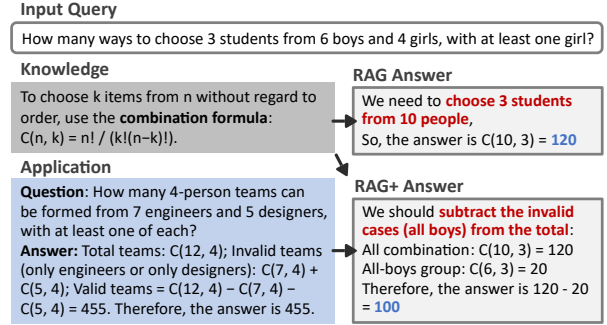 Input Query
How many ways to choose 3 students from 6 boys and 4 girls, with at least one girl?
Knowledge
To choose k items from n without regard to
order, use the combination formula:
C(n, k) = n! / (k!(n−k)!).
Application
Question: How many 4-person teams can
be formed from 7 engineers and 5 designers,
with at least one of each?
Answer: Total teams: C(12, 4); Invalid teams
(only engineers or only designers): C(7, 4) +
C(5, 4); Valid teams = C(12, 4) − C(7, 4) −
C(5, 4) = 455. Therefore, the answer is 455.
RAG Answer
We need to choose 3 students
from 10 people,
So, the answer is C(10, 3) = 120
RAG+ Answer
We should subtract the invalid
cases (all boys) from the total:
All combination: C(10, 3) = 120
All-boys group: C(6, 3) = 20
Therefore, the answer is 120 - 20
= 100